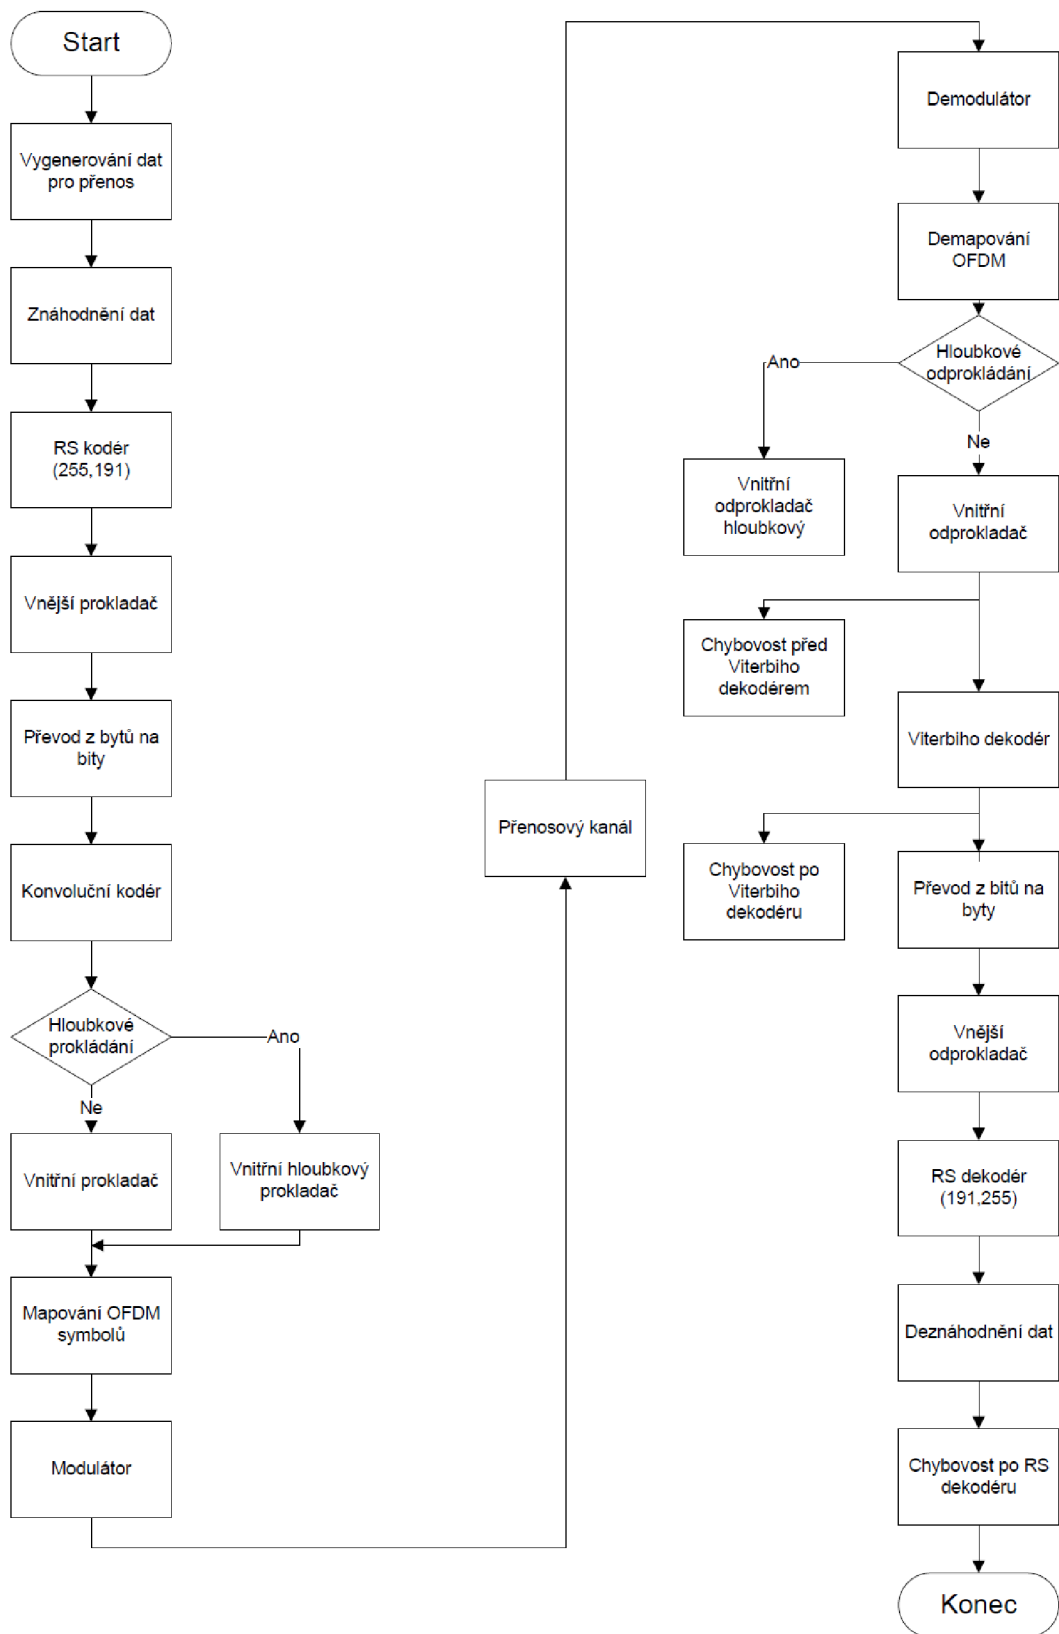 Start
Vygenerování dat
pro přenos
Znáhodnění dat
RS kodér
(255,191)
Vnější prokladač
Převod z bytů na
bity
Konvoluční kodér
Hloubkové
prokládání
Ano
Ne
Vnitřní prokladač
Vnitřní hloubkový
prokladač
Mapování OFDM
symbolů
Modulátor
Přenosový kanál
Demodulátor
Demapování
OFDM
Hloubkové
odprokládání
Ano
Ne
Vnitřní
odprokladač
hloubkový
Vnitřní
odprokladač
Chybovost před
Viterbiho
dekodérem
Viterbiho dekodér
Chybovost po
Viterbiho
dekodéru
Převod z bitů na
byty
Vnější
odprokladač
RS dekodér
(191,255)
Deznáhodnění dat
Chybovost po RS
dekodéru
Konec